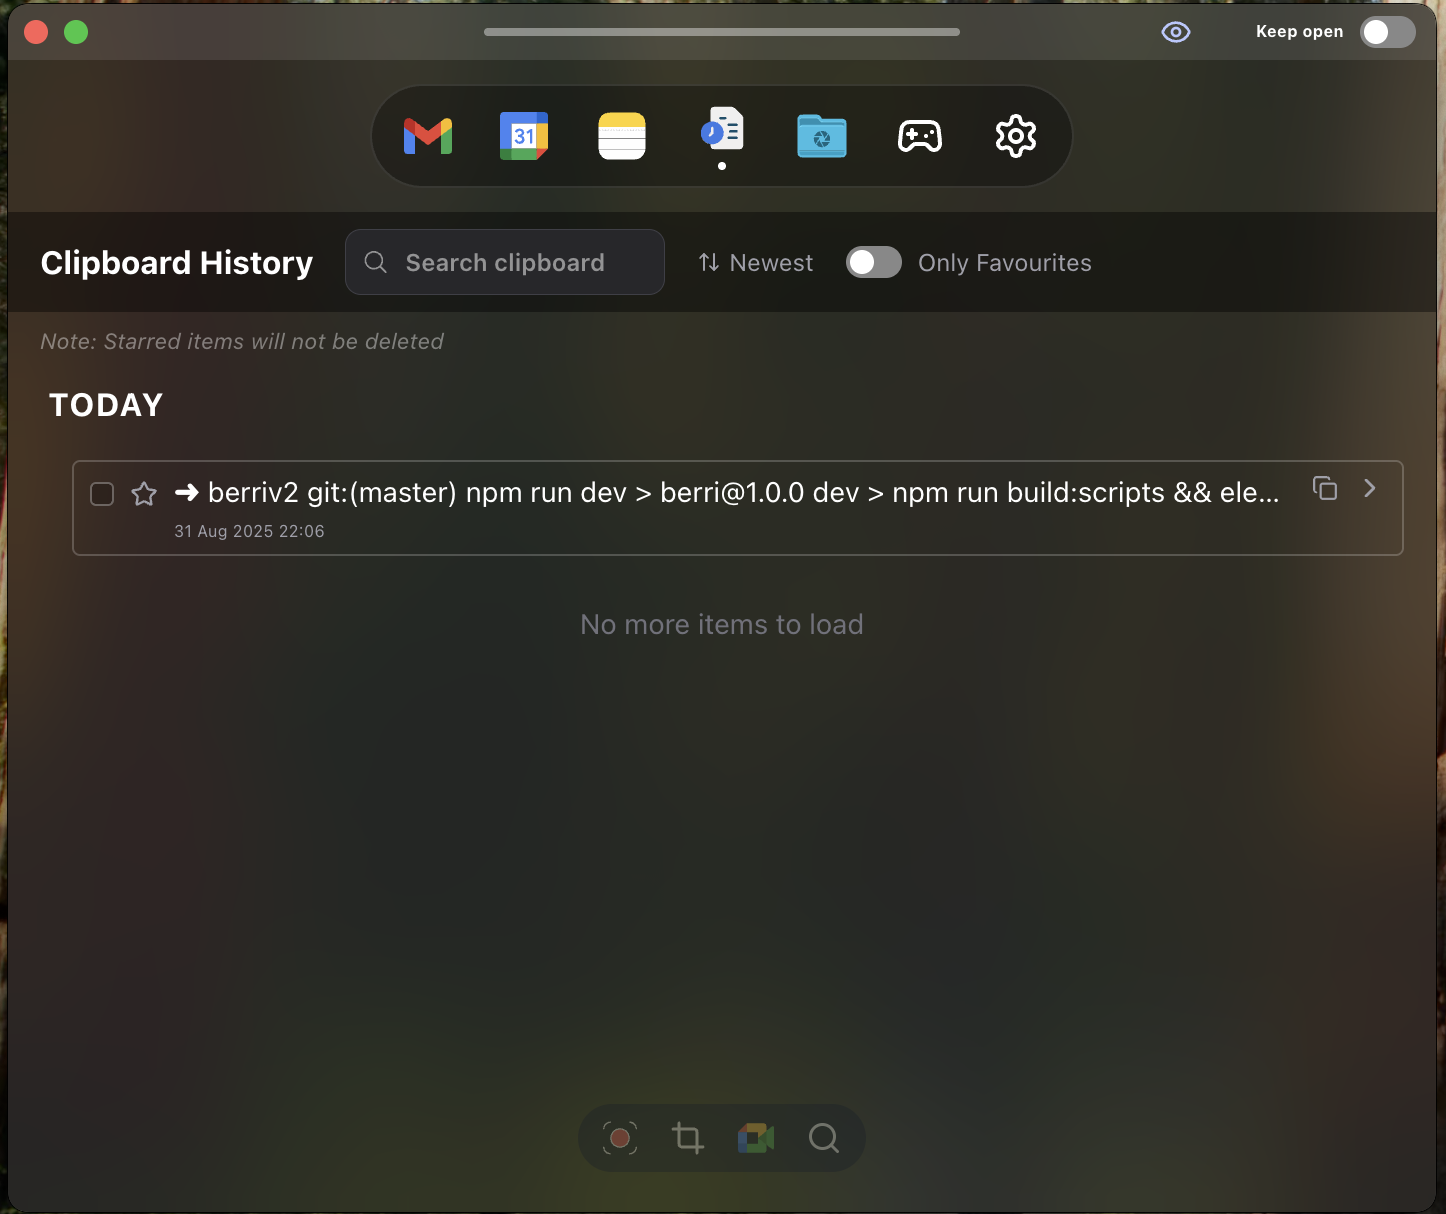 Keep open
31
Clipboard History
Search clipboard
Newest
Only Favourites
Note: Starred items will not be deleted
TODAY
➜ berriv2 git:(master) npm run dev > berri@1.0.0 dev > npm run build:scripts && ele...
31 Aug 2025 22:06
No more items to load